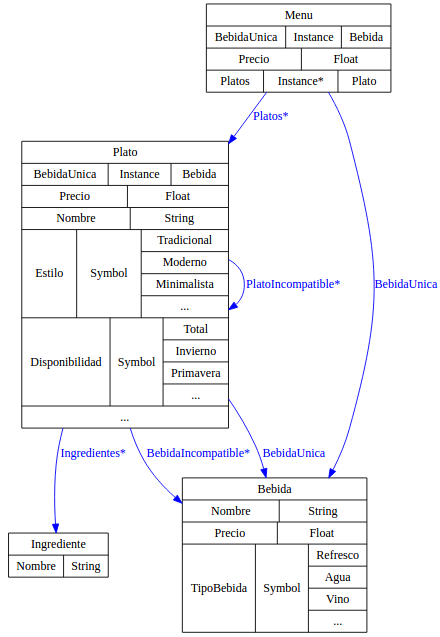 Menu
BebidaUnica Instance Bebida
Precio Float
Platos Instance* Plato
Platos*
Plato
BebidaUnica Instance Bebida
Precio Float
Nombre String
Estilo Symbol Tradicional
Moderno
Minimalista
...
PlatoIncompatible* BebidaUnica
Disponibilidad Symbol Total
Invierno
Primavera
...
...
Ingredientes* BebidaIncompatible* BebidaUnica
Bebida
Nombre String
Precio Float
TipoBebida Symbol Refresco
Agua
Vino
...
Ingrediente
Nombre String